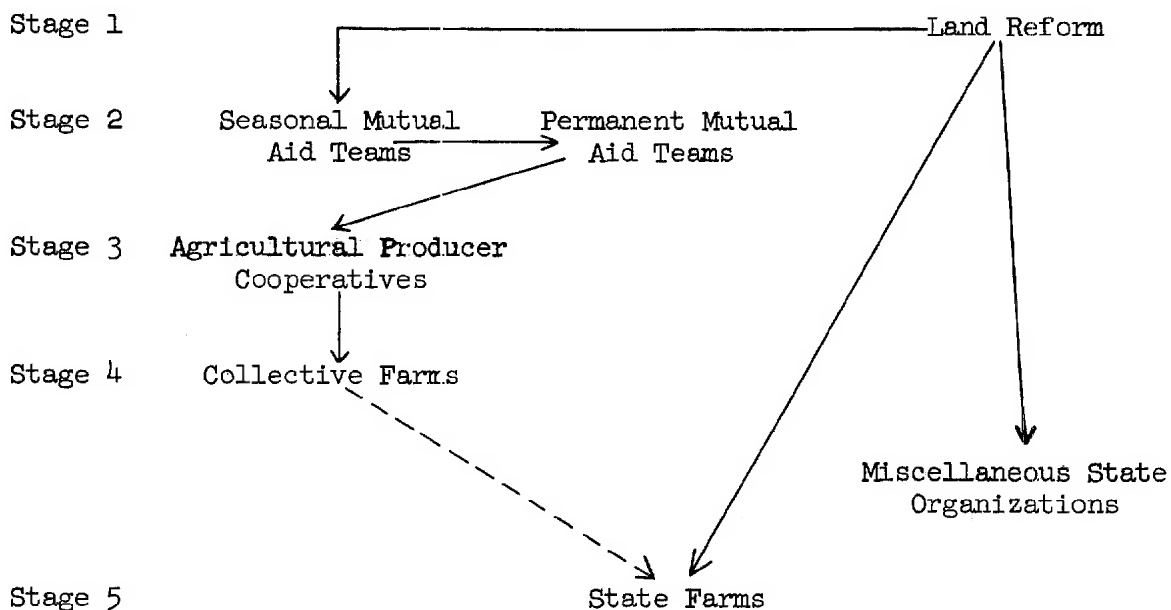 Stage 1 Land Reform
Stage 2 Seasonal Mutual Permanent Mutual
Aid Teams Aid Teams
Stage 3 Agricultural Producer
Cooperatives
Stage 4 Collective Farms
Miscellaneous State
Organizations
Stage 5 State Farms